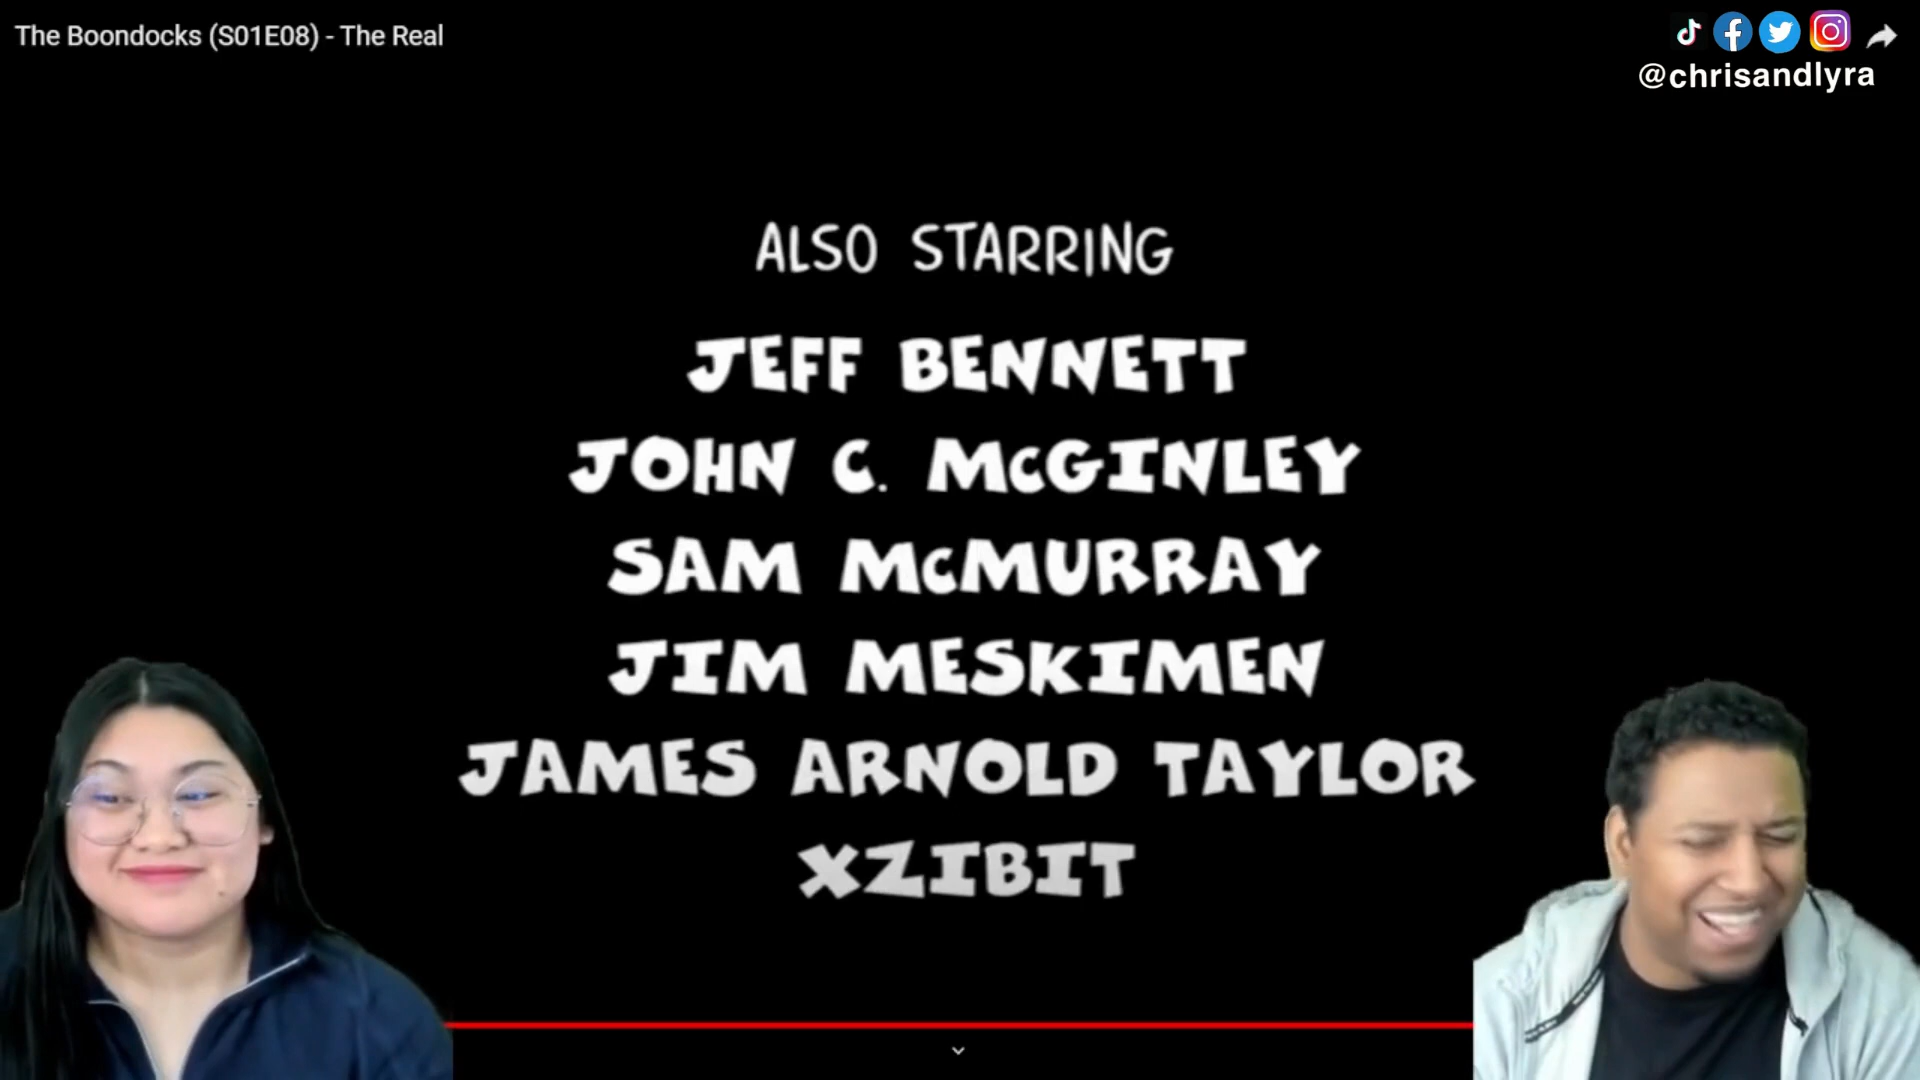 The Boondocks (S01E08) - The Real
@chrisandlyra
ALSO STARRING
JEFF BENNETT
JOHN C. McGINLEY
SAM McMURRAY
JIM MESKIMEN
JAMES ARNOLD TAYLOR
XZIBIT